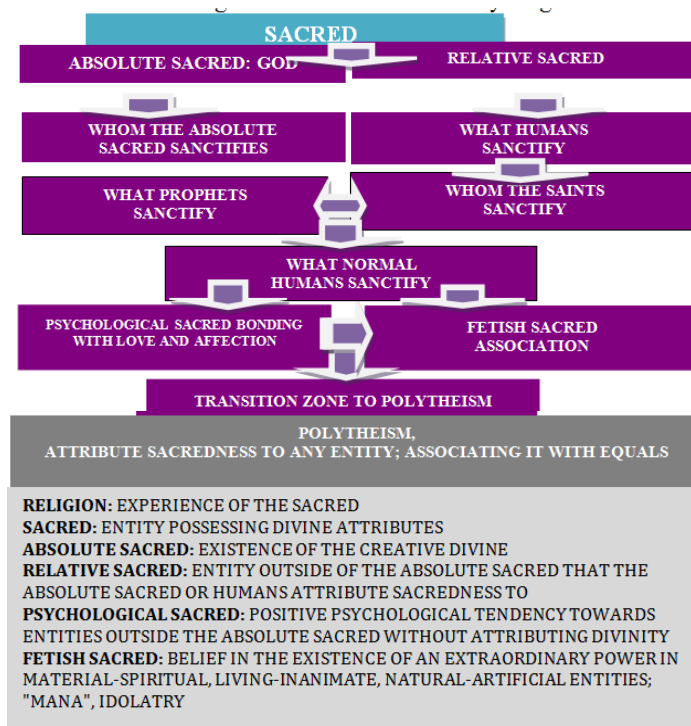 SACRED
ABSOLUTE SACRED: GOD
RELATIVE SACRED
WHOM THE ABSOLUTE
SACRED SANCTIFIES
WHAT HUMANS
SANCTIFY
WHAT PROPHETS
SANCTIFY
WHOM THE SAINTS
SANCTIFY
WHAT NORMAL
HUMANS SANCTIFY
PSYCHOLOGICAL SACRED BONDING
WITH LOVE AND AFFECTION
FETISH SACRED
ASSOCIATION
TRANSITION ZONE TO POLYTHEISM
POLYTHEISM,
ATTRIBUTE SACREDNESS TO ANY ENTITY; ASSOCIATING IT WITH EQUALS
RELIGION: EXPERIENCE OF THE SACRED
SACRED: ENTITY POSSESSING DIVINE ATTRIBUTES
ABSOLUTE SACRED: EXISTENCE OF THE CREATIVE DIVINE
RELATIVE SACRED: ENTITY OUTSIDE OF THE ABSOLUTE SACRED THAT THE
ABSOLUTE SACRED OR HUMANS ATTRIBUTE SACREDNESS TO
PSYCHOLOGICAL SACRED: POSITIVE PSYCHOLOGICAL TENDENCY TOWARDS
ENTITIES OUTSIDE THE ABSOLUTE SACRED WITHOUT ATTRIBUTING DIVINITY
FETISH SACRED: BELIEF IN THE EXISTENCE OF AN EXTRAORDINARY POWER IN
MATERIAL-SPIRITUAL, LIVING-INANIMATE, NATURAL-ARTIFICIAL ENTITIES;
"MANA", IDOLATRY